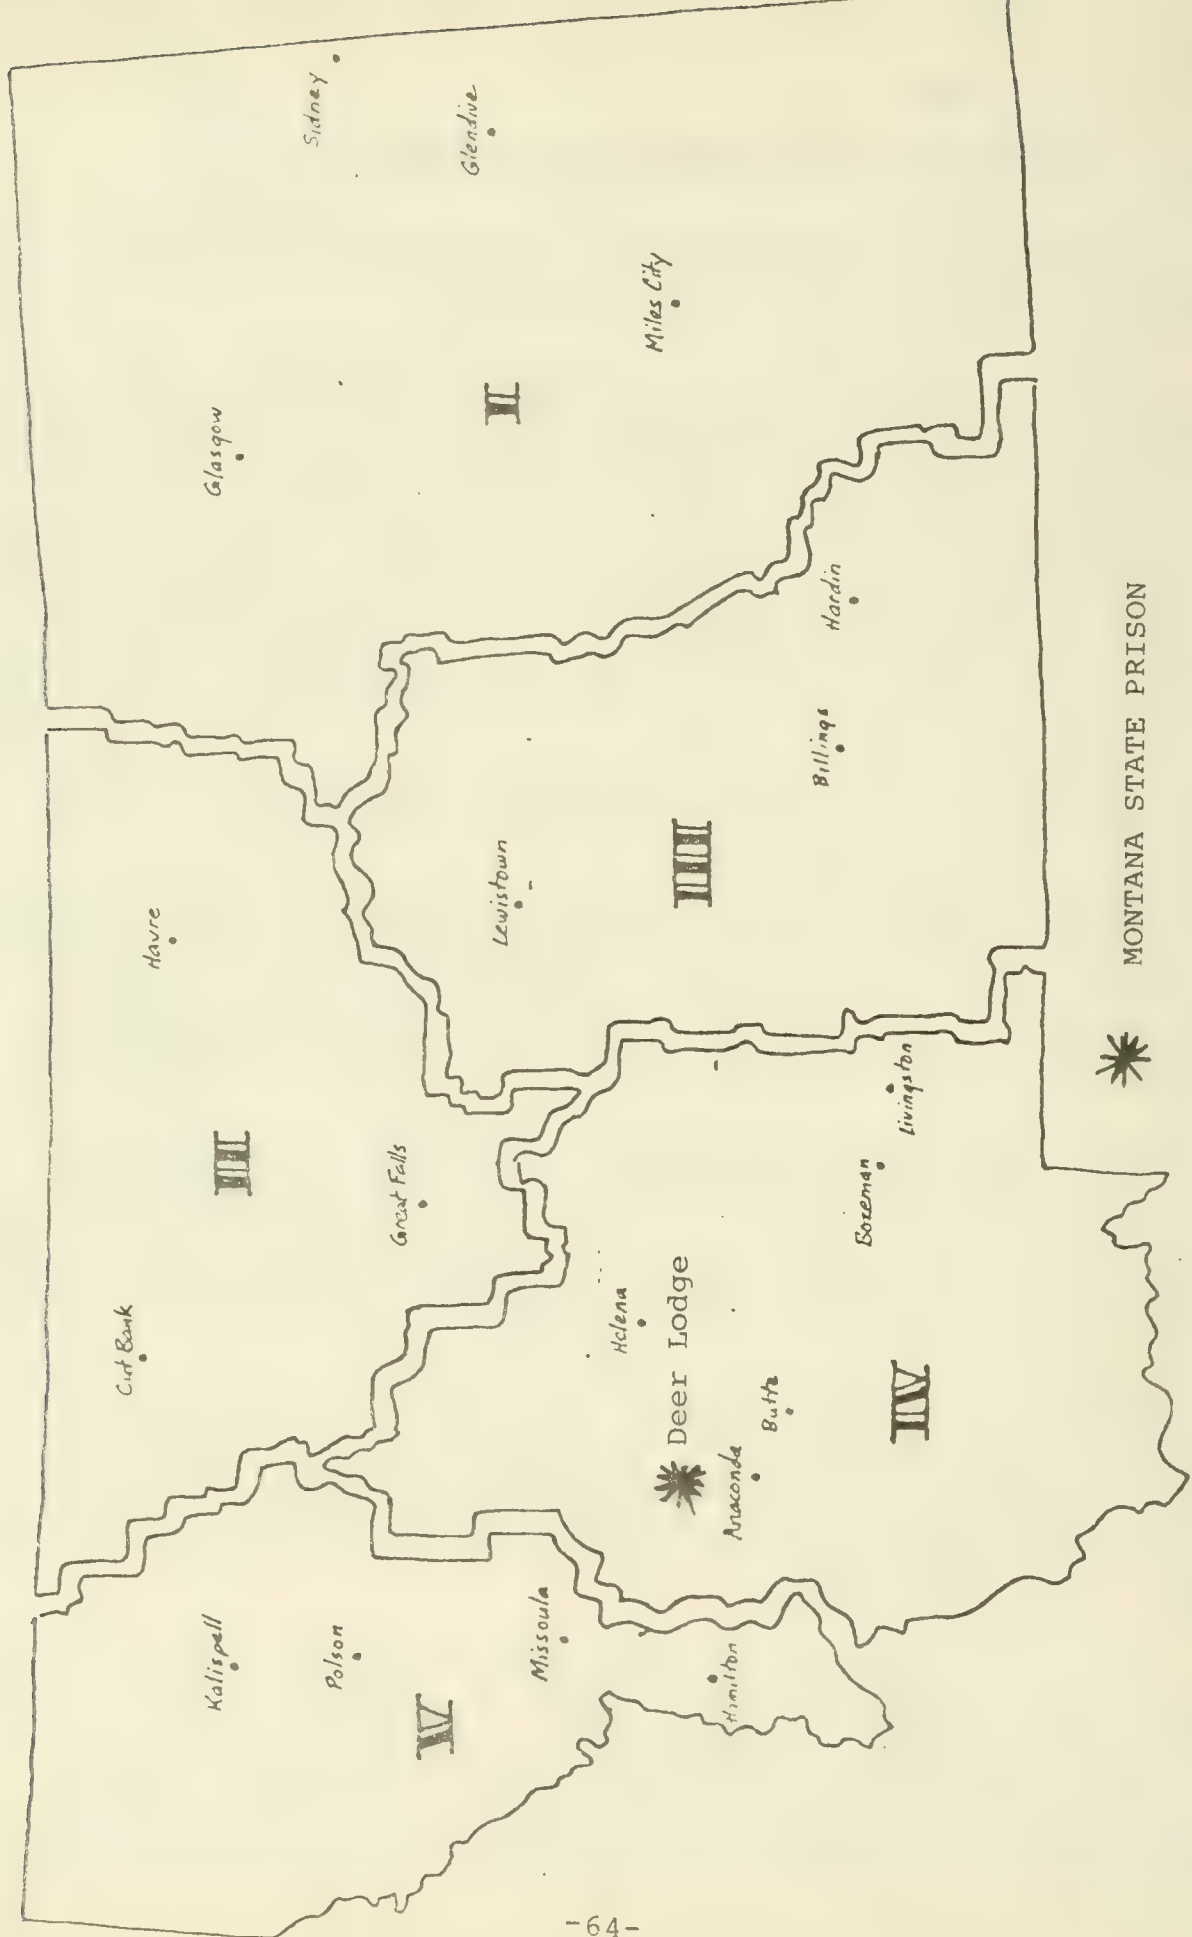 Cut Bank
Havre
Kalispell
II
Glasgow
Sidney
Polson
Great Falls
V
Glendive
Lewistown
I
Missoula
Helena
Deer Lodge
III
Miles City
Himilton
Anaconda
Butte
Billings
Hardin
Bozeman
Livingston
IV
MONTANA STATE PRISON
-64-